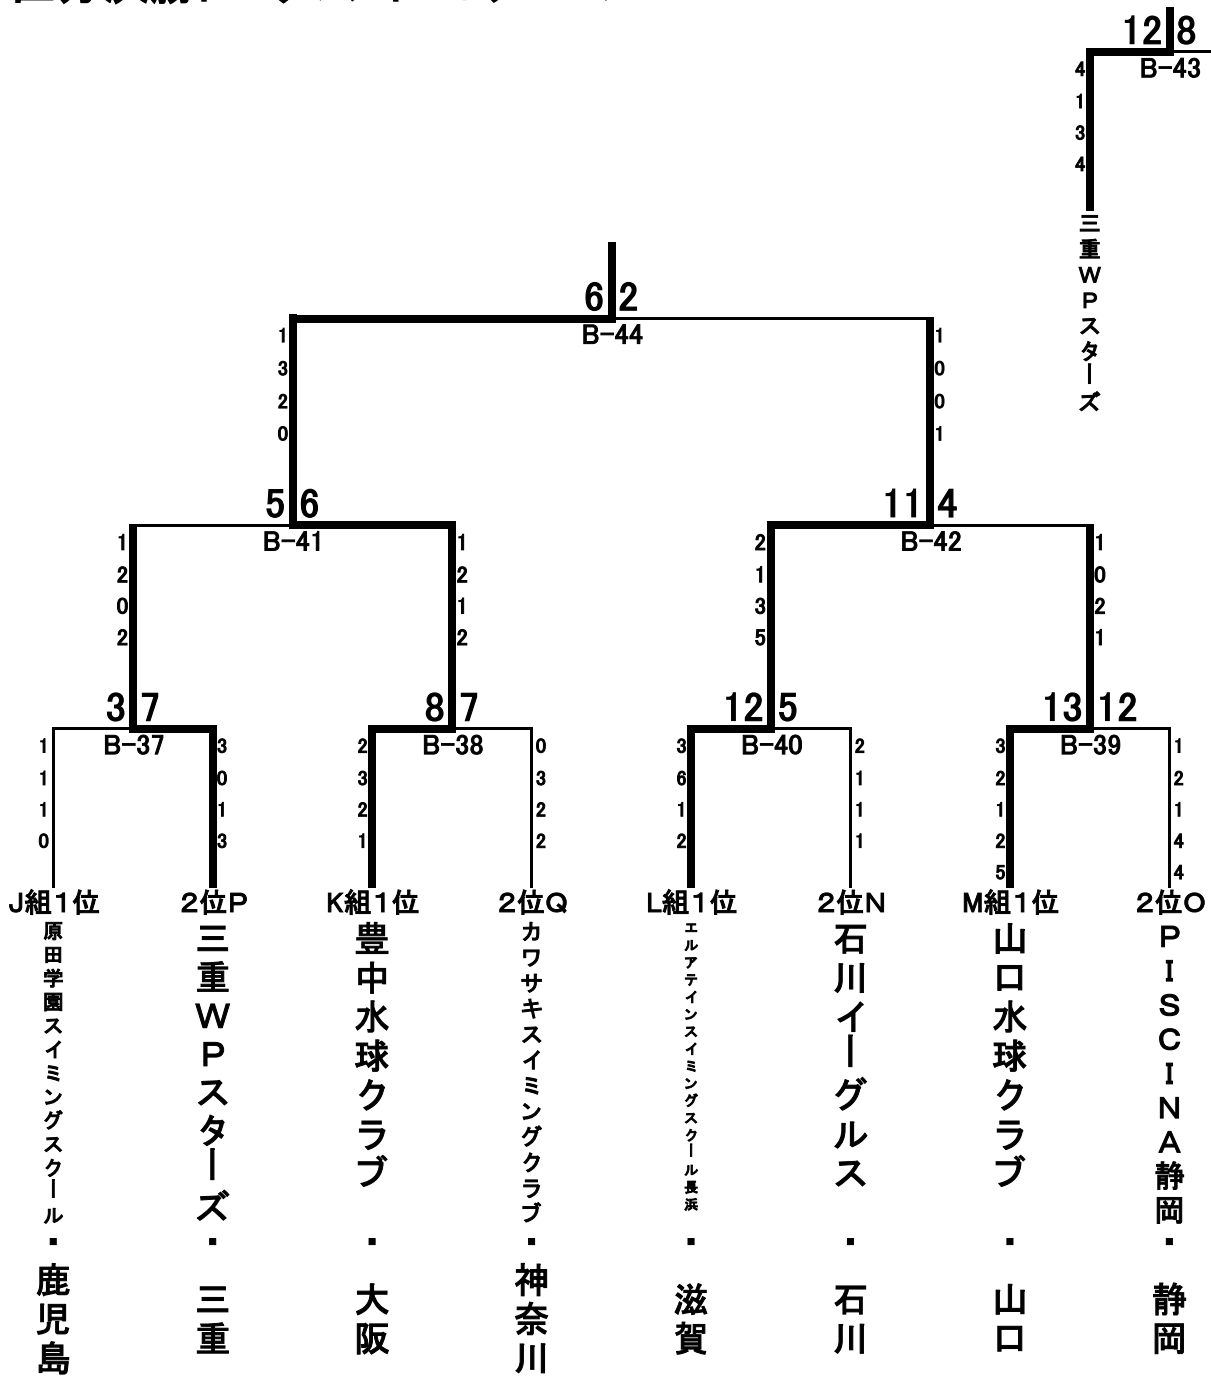 12 8
B-43
4
1
3
4
三重WPスターズ
6 2
B-44
1
3
2
0
1
0
0
1
5 6
B-41
11 4
B-42
1
2
0
2
1
2
1
2
2
1
3
5
1
0
2
1
3 7
B-37
8 7
B-38
12 5
B-40
13 12
B-39
1
1
1
0
3
0
1
3
2
3
2
1
0
3
2
2
3
6
1
2
2
1
1
1
3
2
1
2
5
1
2
1
4
4
J組1位
2位P
K組1位
2位Q
L組1位
2位N
M組1位
2位O
原田学園スイミングスクール・鹿児島
三重WPスターズ・三重
豊中水球クラブ・大阪
カワサキスイミングクラブ・神奈川
エルアテインスイミングスクール長浜・滋賀
石川イーグルス・石川
山口水球クラブ・山口
PISCINA静岡・静岡